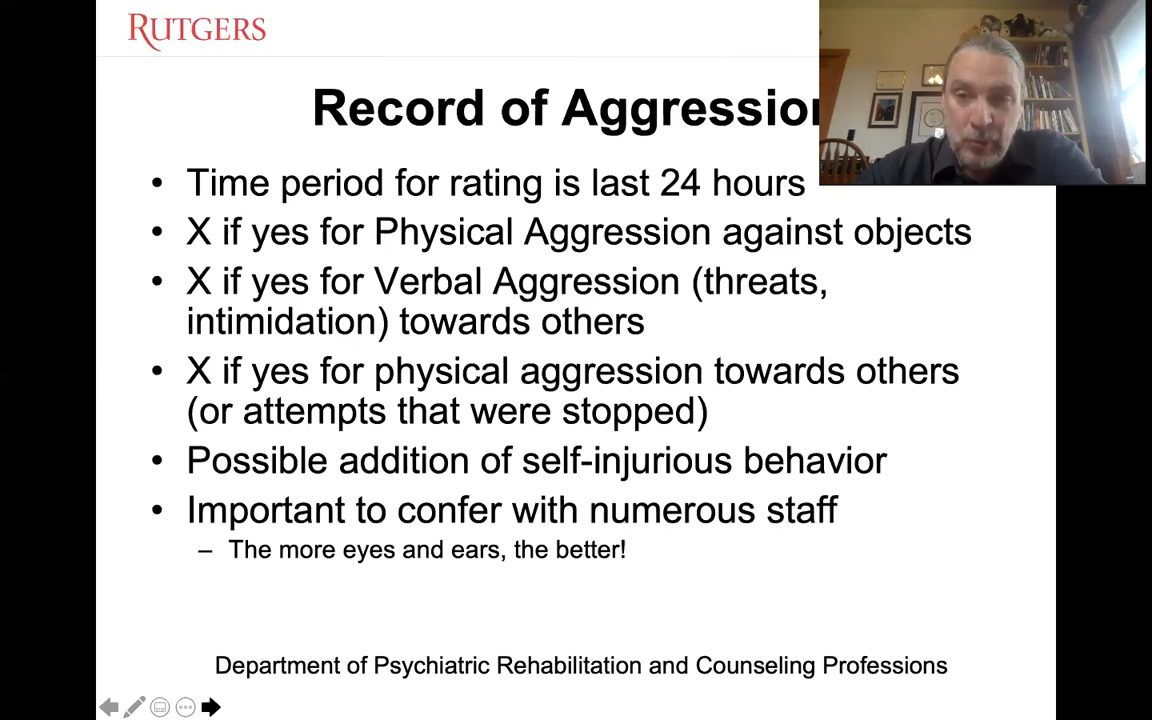 RUTGERS
Record of Aggression
• Time period for rating is last 24 hours
• X if yes for Physical Aggression against objects
• X if yes for Verbal Aggression (threats,
intimidation) towards others
• X if yes for physical aggression towards others
(or attempts that were stopped)
• Possible addition of self-injurious behavior
• Important to confer with numerous staff
– The more eyes and ears, the better!
Department of Psychiatric Rehabilitation and Counseling Professions